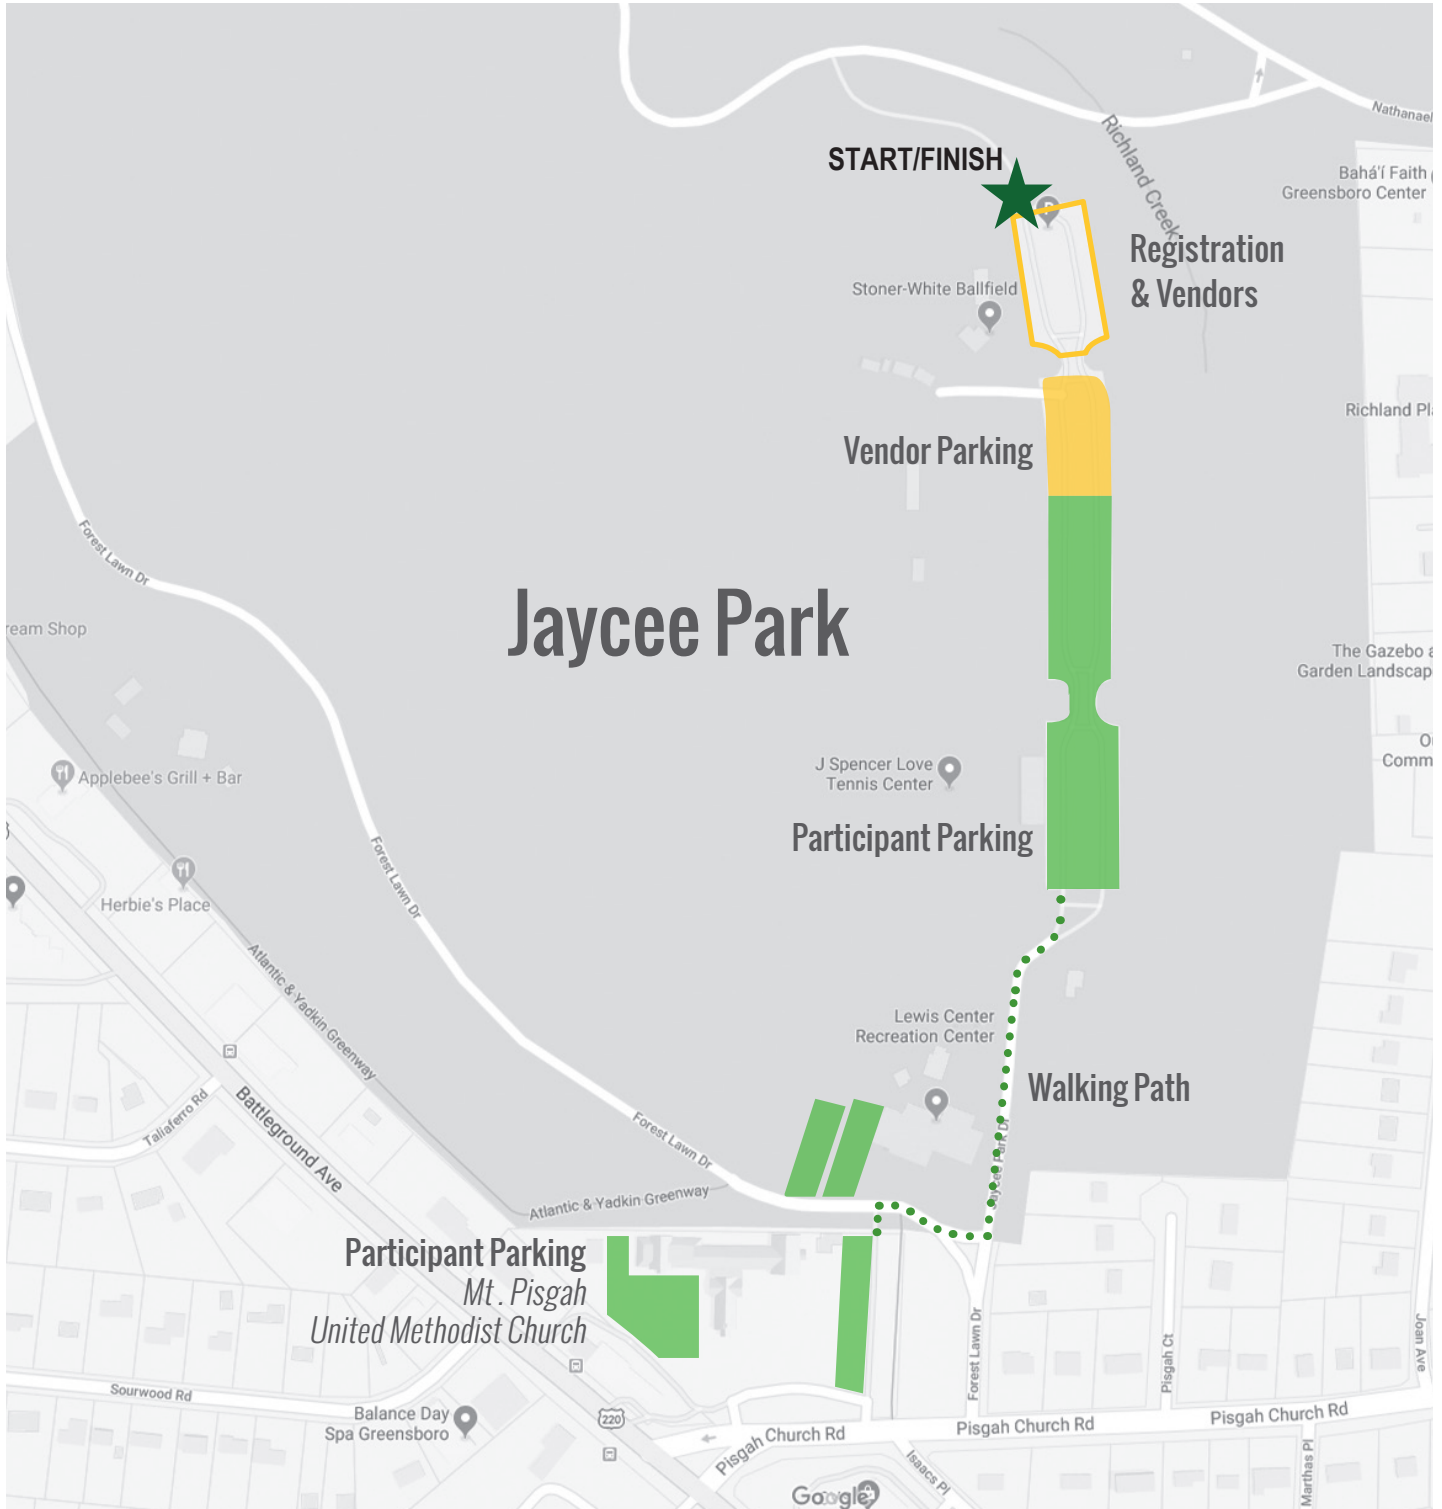 Nathanael
Richland Creek
START/FINISH
Bahá'í Faith
Greensboro Center
P
Registration
& Vendors
Stoner-White Ballfield
Richland Pla
Vendor Parking
Forest Lawn Dr
Jaycee Park
ream Shop
The Gazebo a
Garden Landscap
Comm
J Spencer Love
Tennis Center
Applebee's Grill + Bar
Participant Parking
Forest Lawn Dr
Herbie's Place
Atlantic & Yadkin Greenway
Lewis Center
Recreation Center
Walking Path
Taliaferro Rd
Battleground Ave
Forest Lawn Dr
Jaycee Park Dr
Atlantic & Yadkin Greenway
Participant Parking
Mt. Pisgah
United Methodist Church
Forest Lawn Dr
Pisgah Ct
Joan Ave
Sourwood Rd
Balance Day
Spa Greensboro
220
Pisgah Church Rd
Pisgah Church Rd
Pisgah Church Rd
Isaacs Pl
Marthas Pl
Google